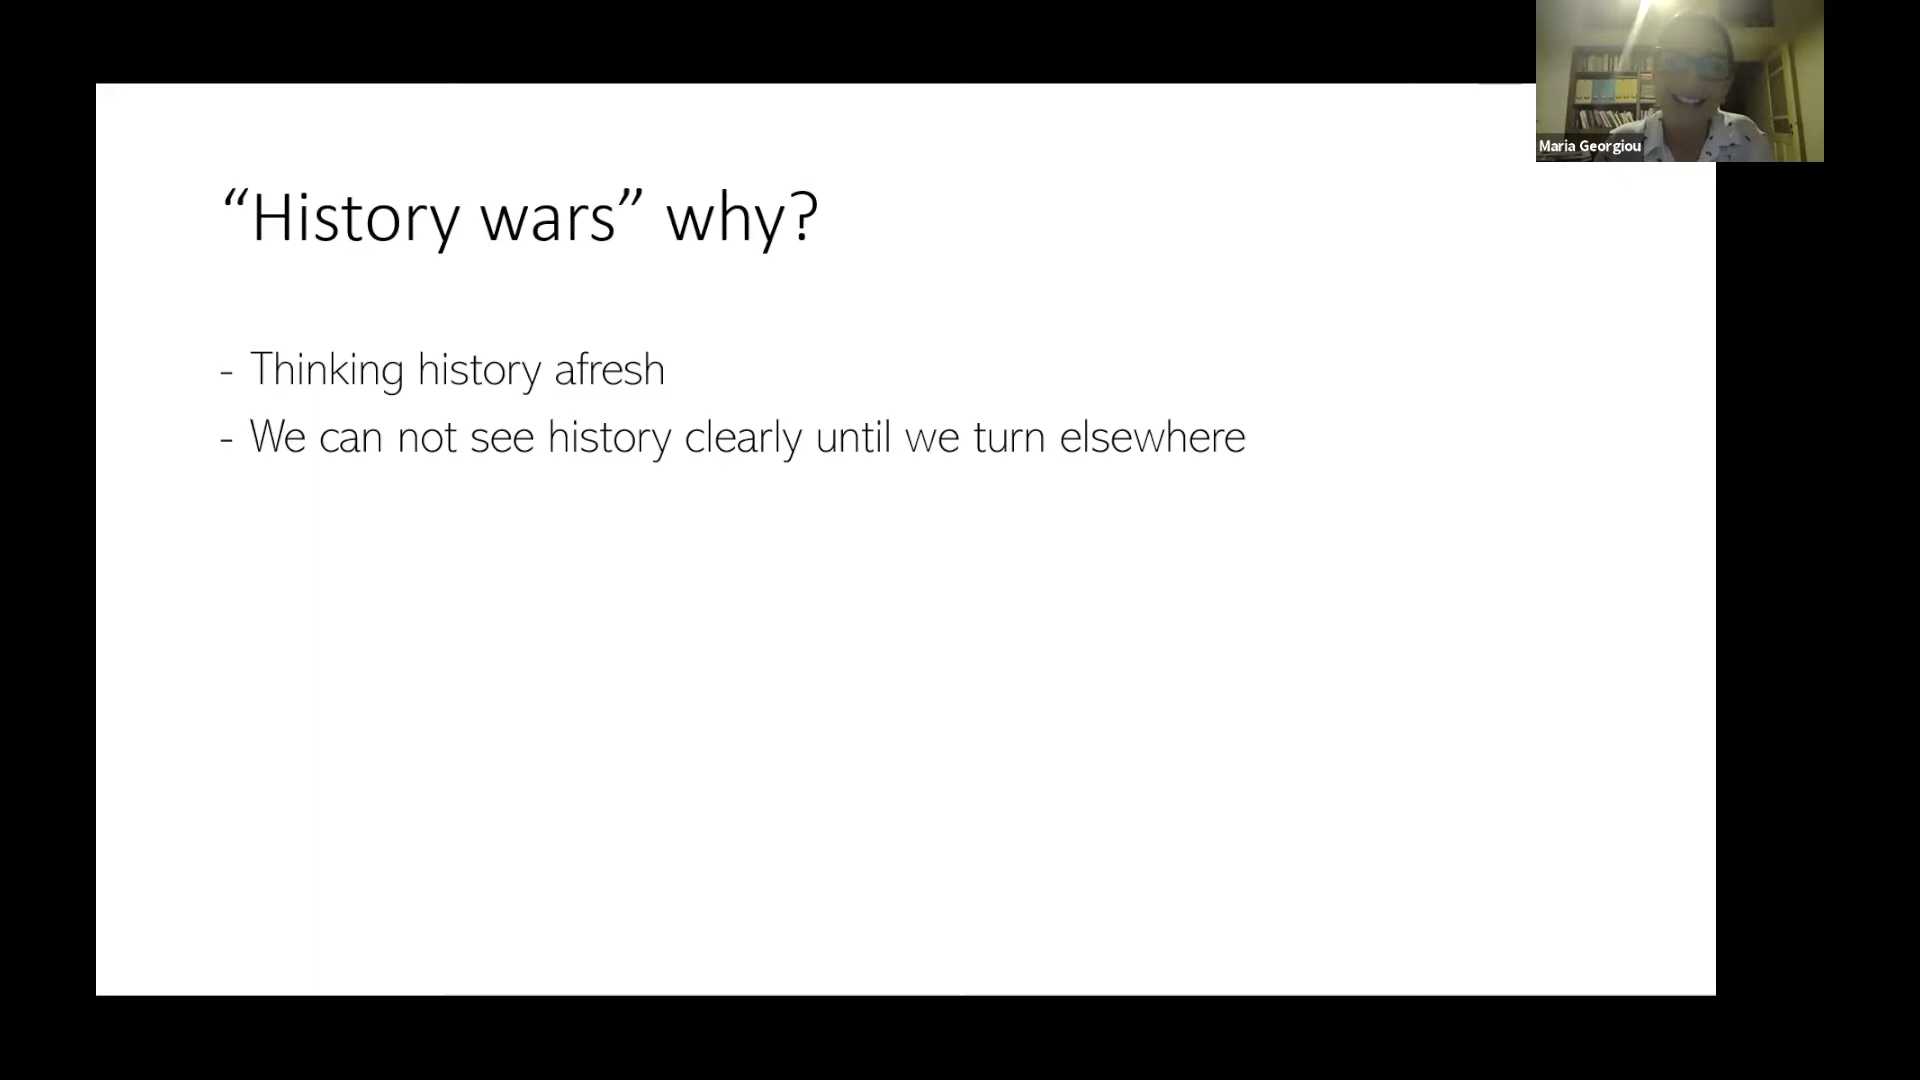 Maria Georgiou
“History wars” why?
- Thinking history afresh
- We can not see history clearly until we turn elsewhere